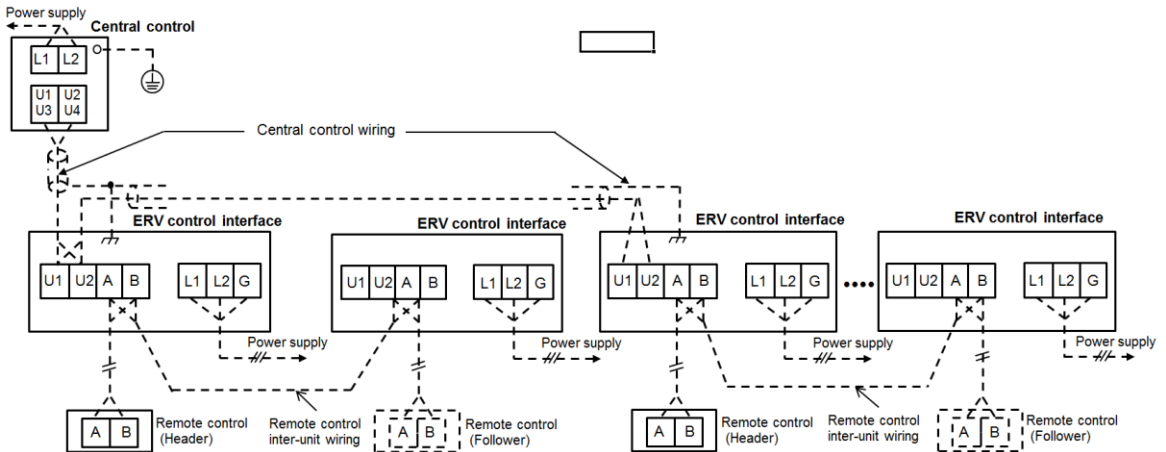 Power supply
Central control
L1 L2
U1 U2
U3 U4
Central control wiring
ERV control interface
ERV control interface
ERV control interface
ERV control interface
U1 U2 A B
L1 L2 G
U1 U2 A B
L1 L2 G
U1 U2 A B
L1 L2 G
U1 U2 A B
L1 L2 G
Power supply
Power supply
Power supply
Power supply
A B
Remote control
(Header)
Remote control
inter-unit wiring
A B
Remote control
(Follower)
A B
Remote control
(Header)
Remote control
inter-unit wiring
A B
Remote control
(Follower)